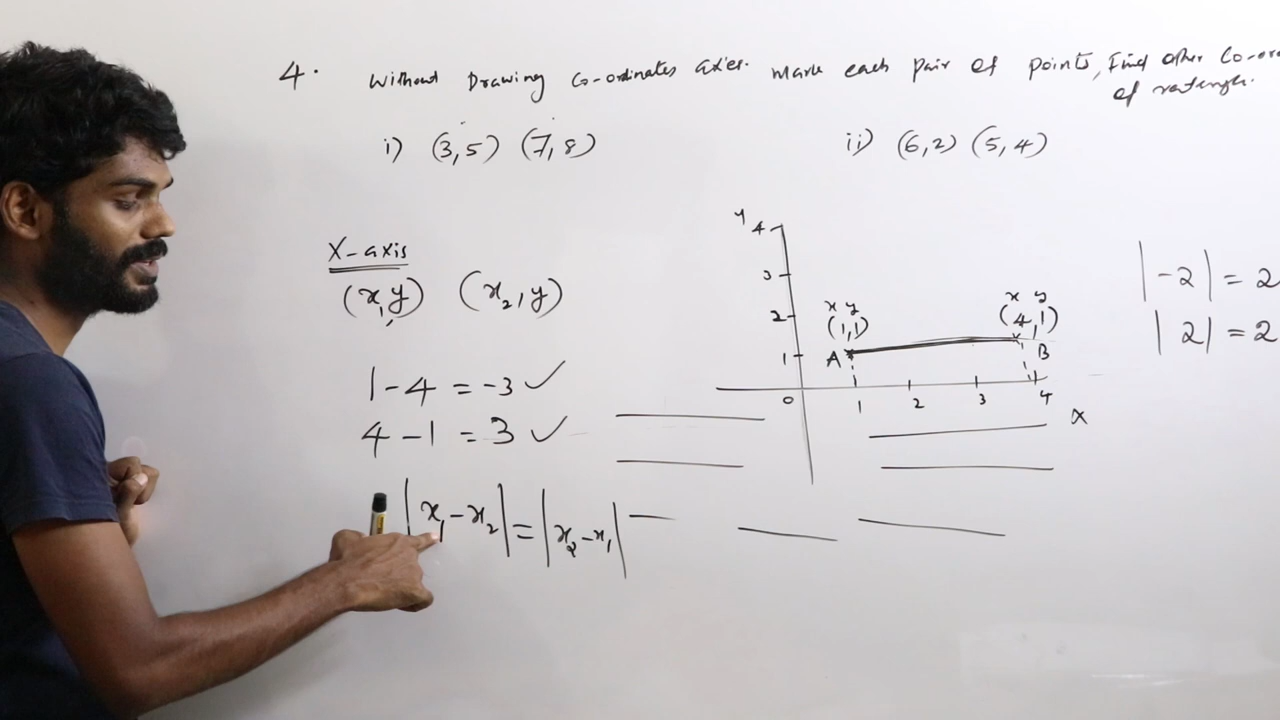 4. Without Drawing Co-ordinates axes. Mark each pair of points, Find other Co-or
of rectangle.
i) (3,5) (7,8)
ii) (6,2) (5,4)
X-axis
(x₁,y) (x₂,y)
1-4 = -3 ✓
4-1 = 3 ✓
|x₁-x₂| = |x₂-x₁|
y
4
3
2
1
0
1 2 3 4
X
x y
(1,1)
A
x y
(4,1)
B
|-2| = 2
|2| = 2